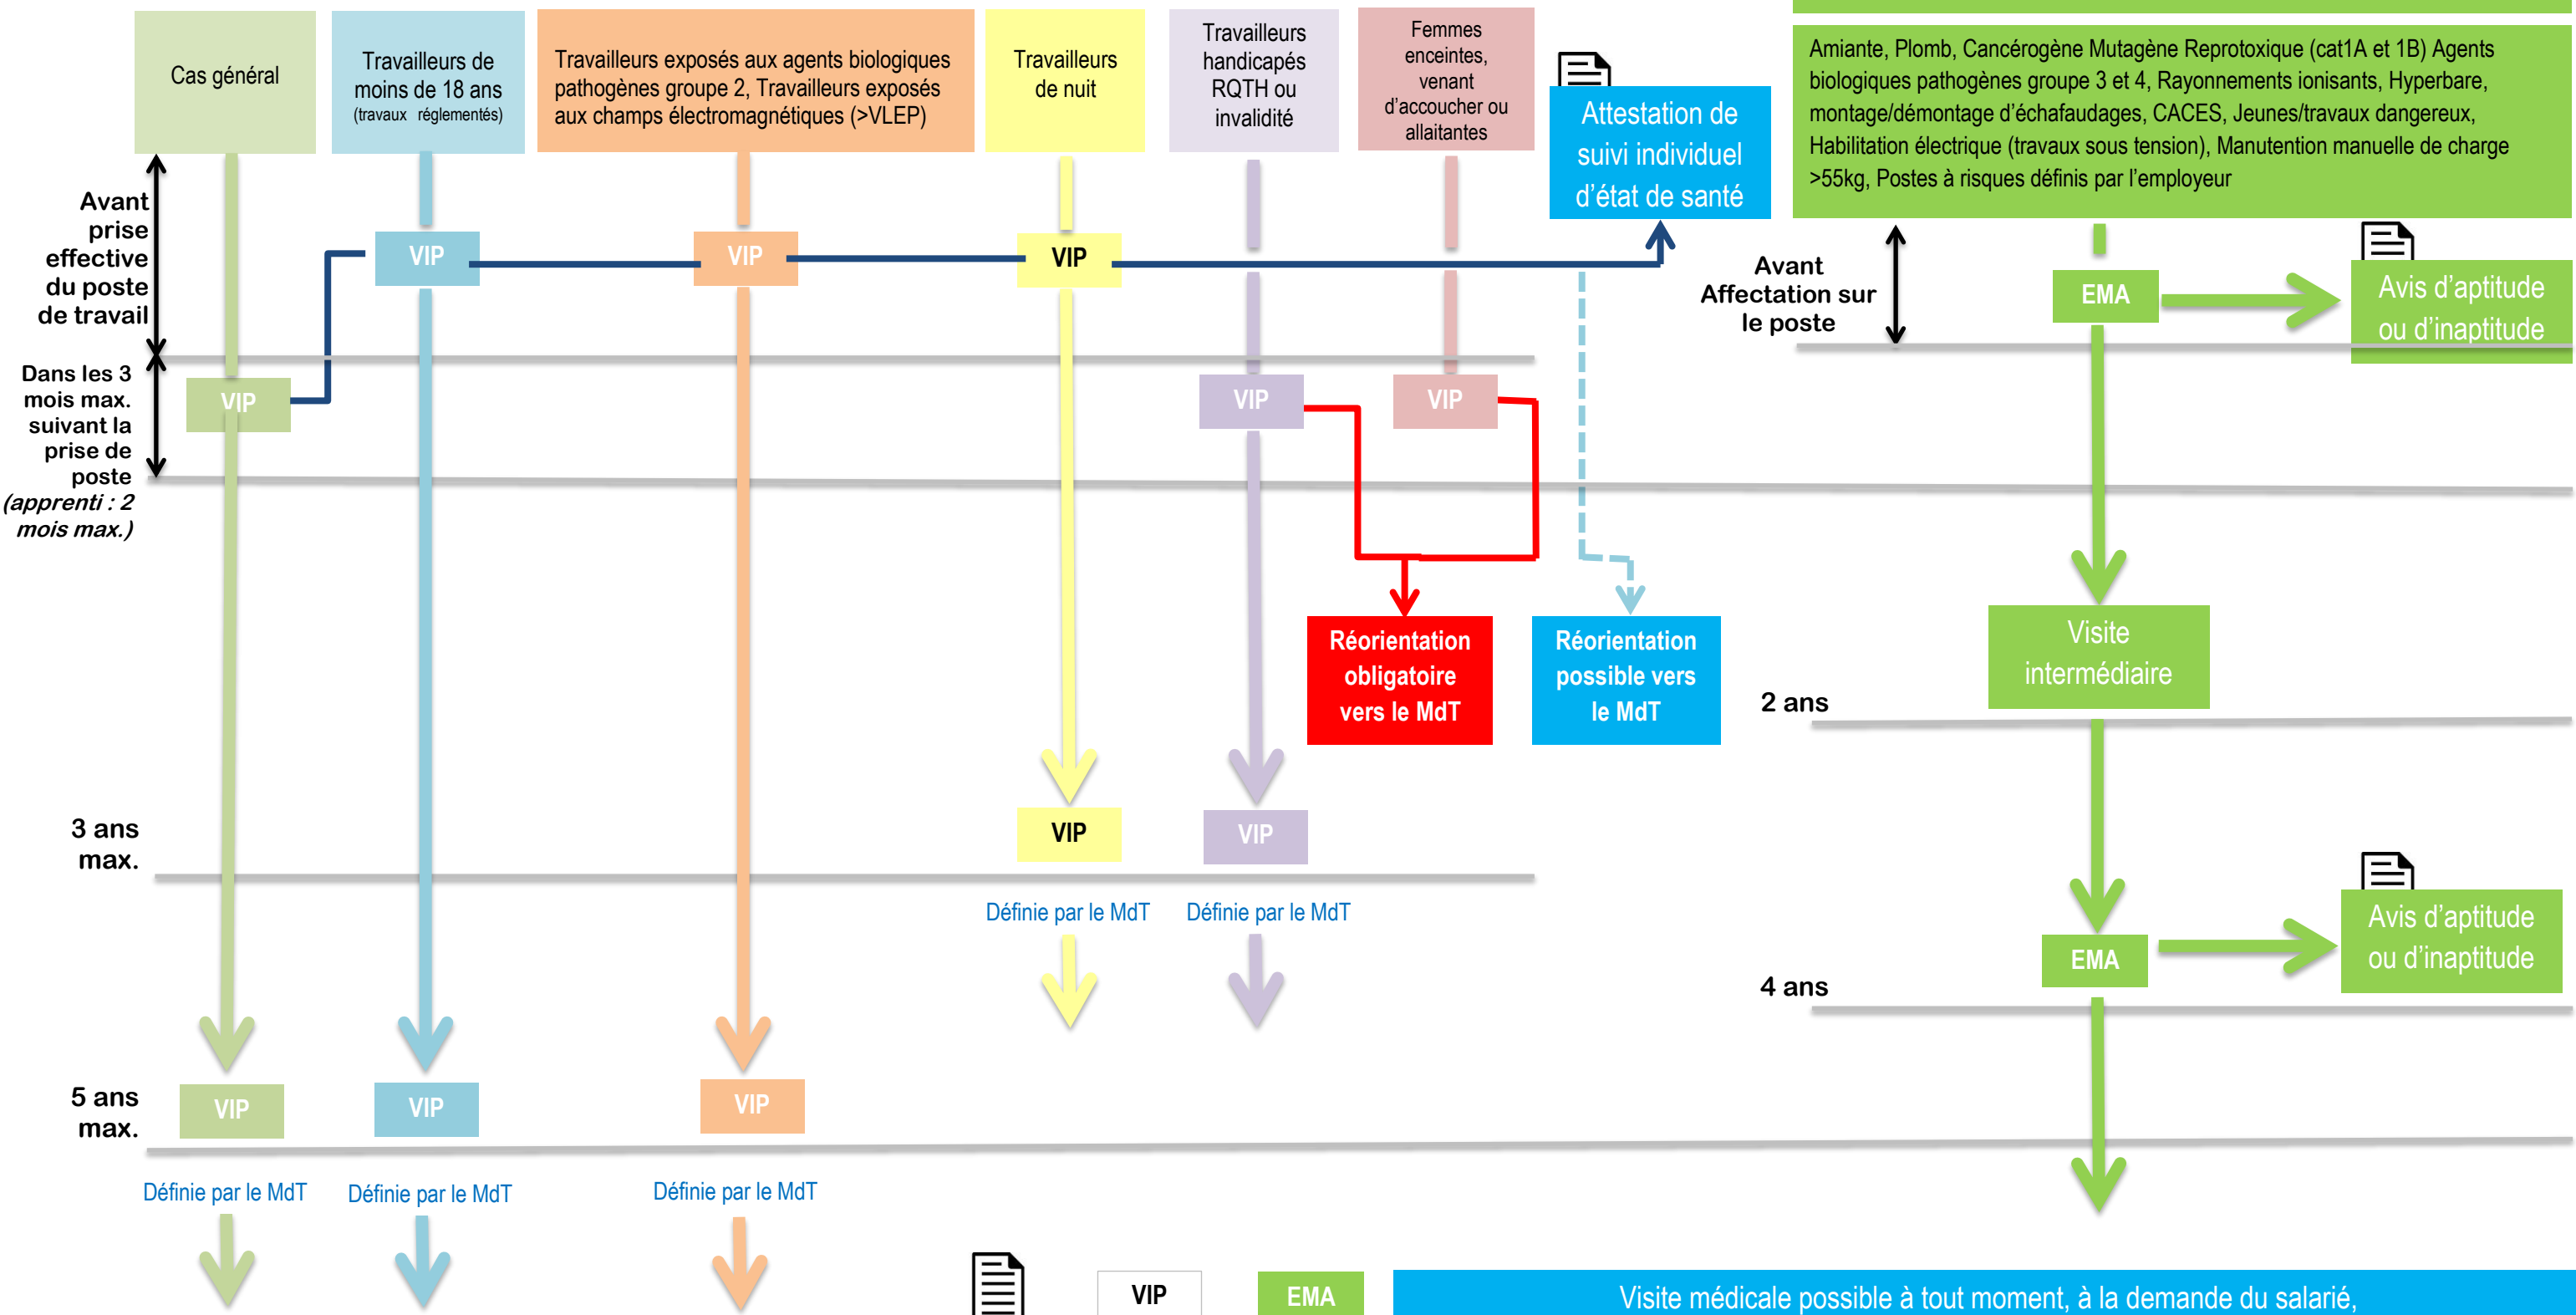 Cas général
Travailleurs de
moins de 18 ans
(travaux réglementés)
Travailleurs exposés aux agents biologiques
pathogènes groupe 2, Travailleurs exposés
aux champs électromagnétiques (>VLEP)
Travailleurs
de nuit
Travailleurs
handicapés
RQTH ou
invalidité
Femmes
enceintes,
venant
d’accoucher ou
allaitantes
Attestation de
suivi individuel
d’état de santé
Amiante, Plomb, Cancérogène Mutagène Reprotoxique (cat1A et 1B) Agents
biologiques pathogènes groupe 3 et 4, Rayonnements ionisants, Hyperbare,
montage/démontage d’échafaudages, CACES, Jeunes/travaux dangereux,
Habilitation électrique (travaux sous tension), Manutention manuelle de charge
>55kg, Postes à risques définis par l’employeur
Avant
prise
effective
du poste
de travail
VIP
VIP
VIP
Avant
Affectation sur
le poste
EMA
Avis d’aptitude
ou d’inaptitude
Dans les 3
mois max.
suivant la
prise de
poste
(apprenti : 2
mois max.)
VIP
VIP
VIP
Réorientation
obligatoire
vers le MdT
Réorientation
possible vers
le MdT
Visite
intermédiaire
2 ans
3 ans
max.
VIP
VIP
Définie par le MdT
Définie par le MdT
EMA
Avis d’aptitude
ou d’inaptitude
4 ans
5 ans
max.
VIP
VIP
VIP
Définie par le MdT
Définie par le MdT
Définie par le MdT
VIP
EMA
Visite médicale possible à tout moment, à la demande du salarié,